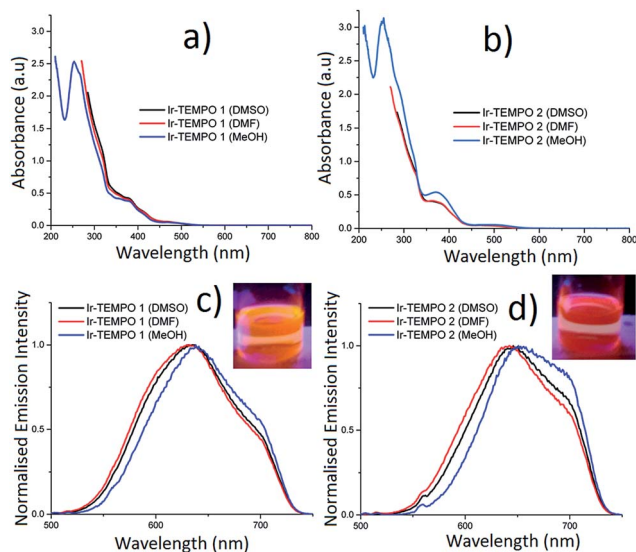 a)
Absorbance (a.u)
3.0
2.5
2.0
1.5
1.0
0.5
0.0
Ir-TEMPO 1 (DMSO)
Ir-TEMPO 1 (DMF)
Ir-TEMPO 1 (MeOH)
200 300 400 500 600 700 800
Wavelength (nm)
b)
Absorbance (a.u)
3.0
2.5
2.0
1.5
1.0
0.5
0.0
Ir-TEMPO 2 (DMSO)
Ir-TEMPO 2 (DMF)
Ir-TEMPO 2 (MeOH)
200 300 400 500 600 700 800
Wavelength (nm)
c)
Normalised Emission Intensity
1.0
0.5
0.0
Ir-TEMPO 1 (DMSO)
Ir-TEMPO 1 (DMF)
Ir-TEMPO 1 (MeOH)
500 600 700
Wavelength (nm)
d)
Normalised Emission Intensity
1.0
0.5
0.0
Ir-TEMPO 2 (DMSO)
Ir-TEMPO 2 (DMF)
Ir-TEMPO 2 (MeOH)
500 600 700
Wavelength (nm)